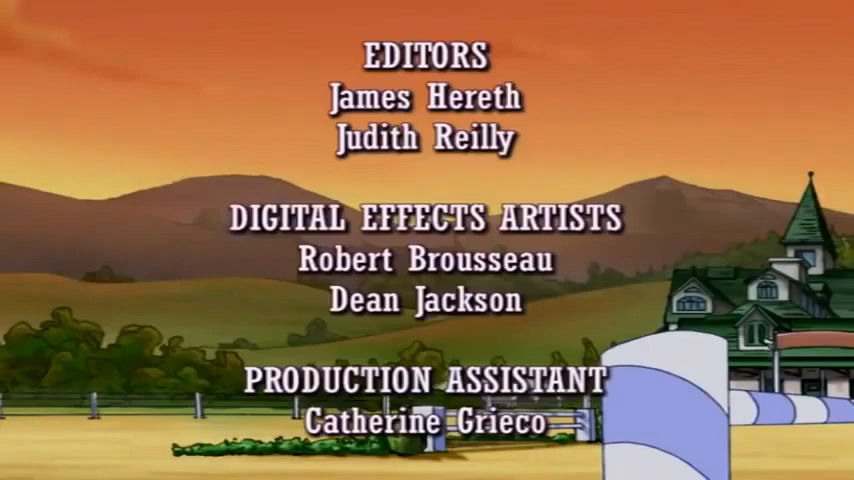 EDITORS
James Hereth
Judith Reilly
DIGITAL EFFECTS ARTISTS
Robert Brousseau
Dean Jackson
PRODUCTION ASSISTANT
Catherine Grieco